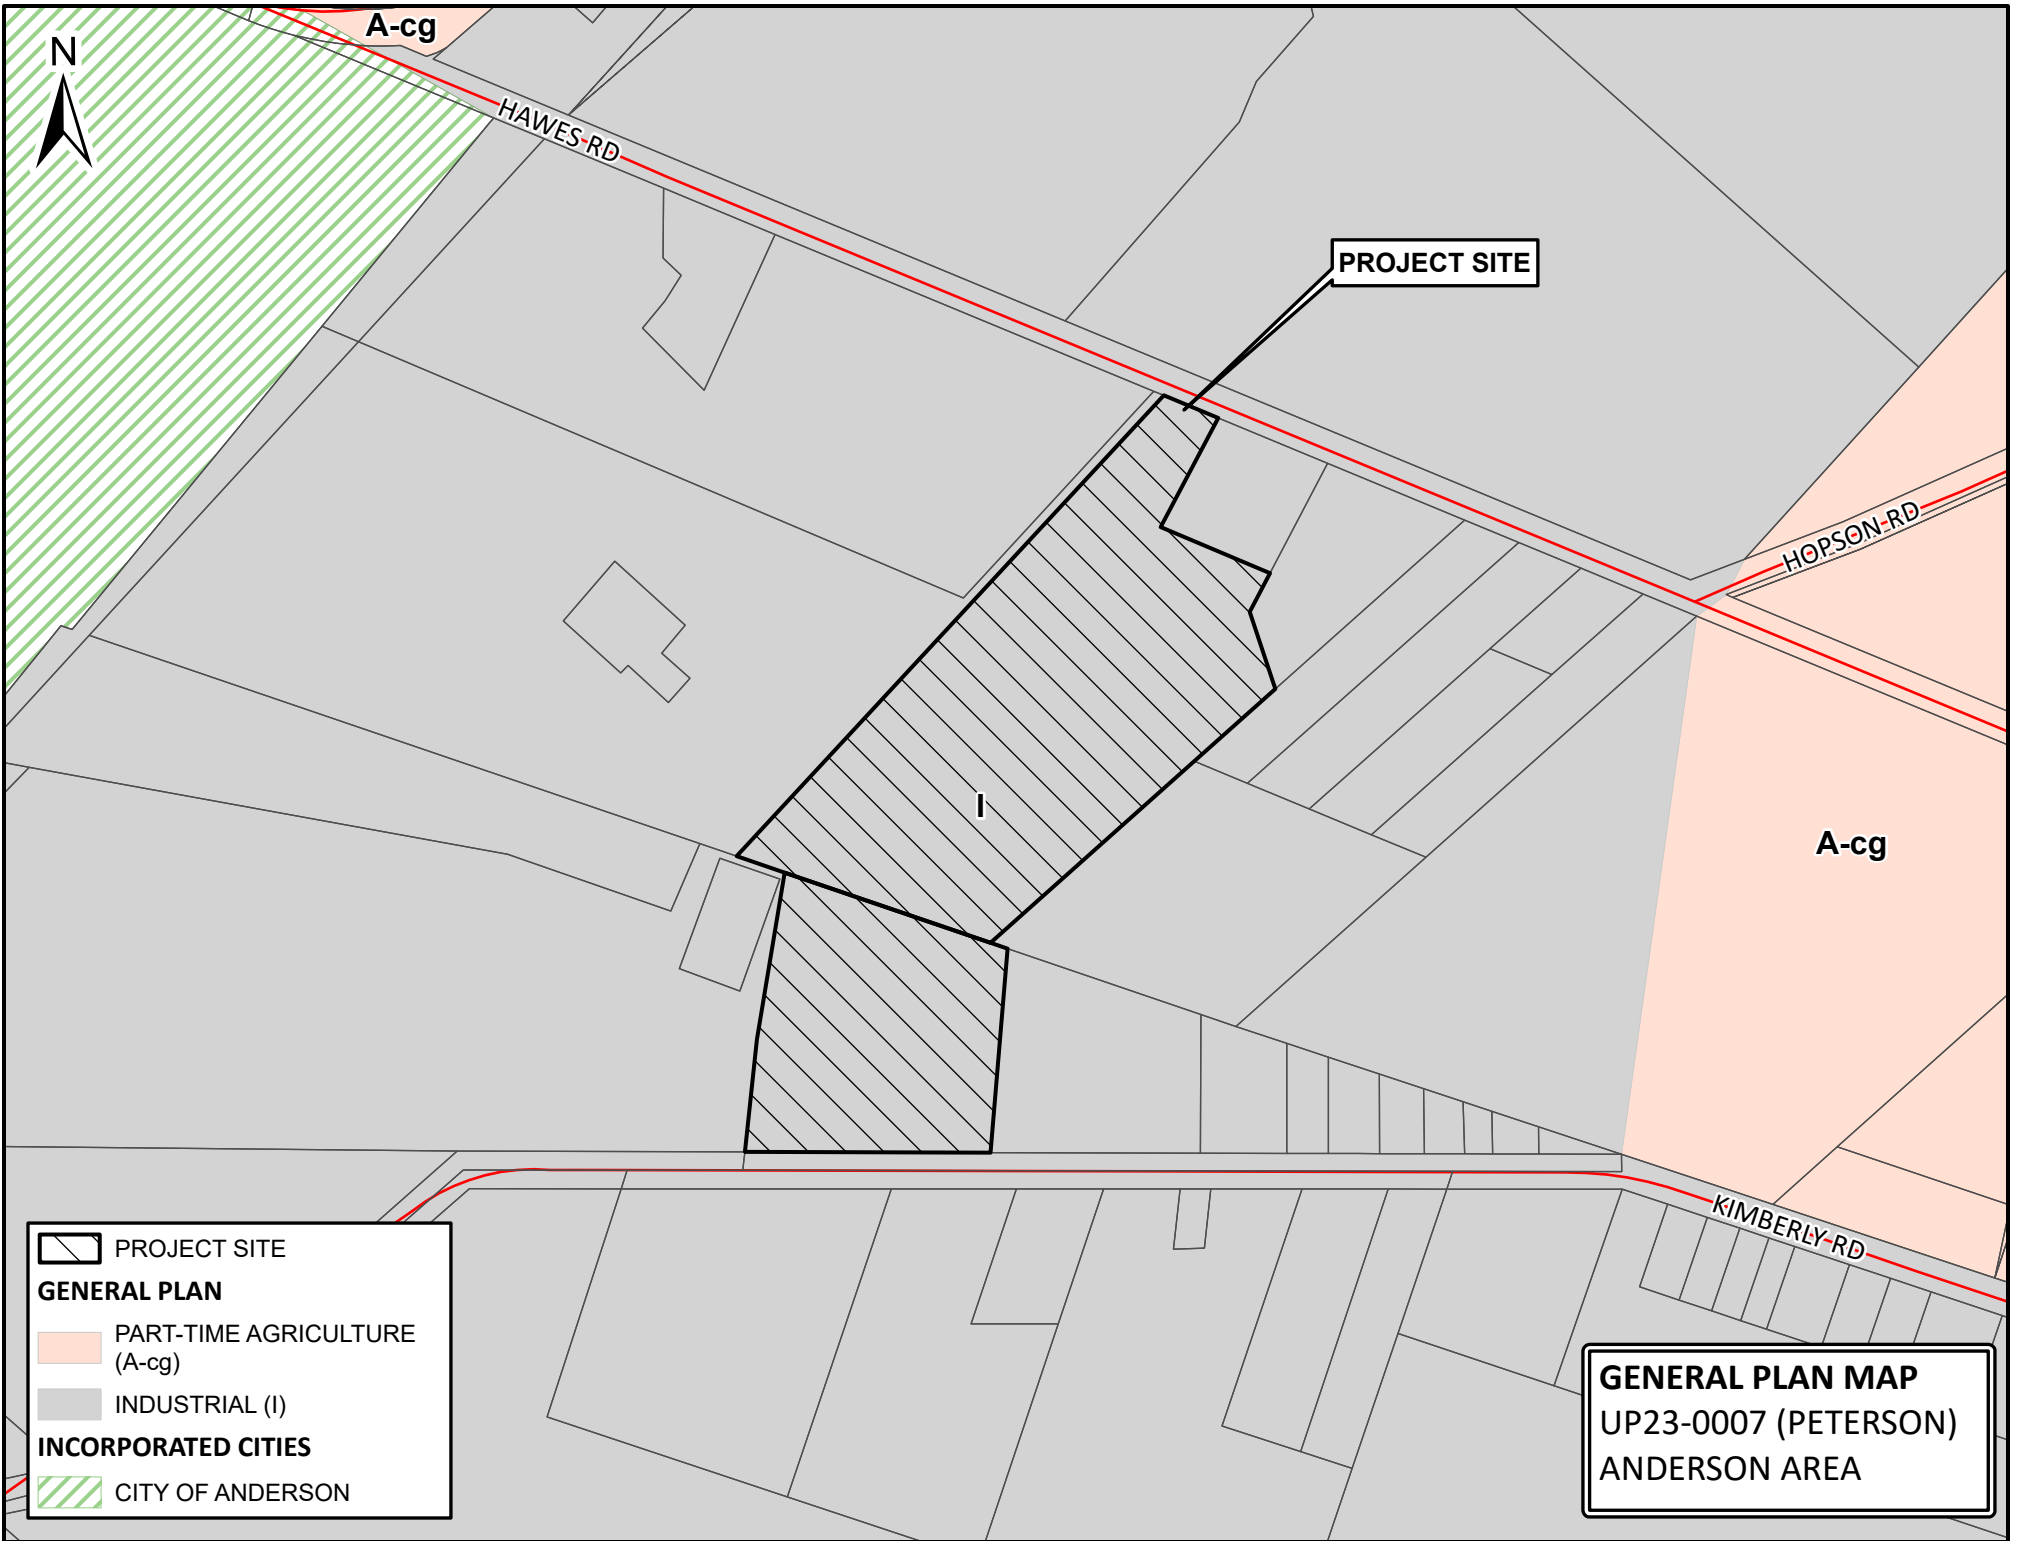 A-cg
N
HAWES RD
PROJECT SITE
HOPSON RD
I
A-cg
KIMBERLY RD
PROJECT SITE
GENERAL PLAN
PART-TIME AGRICULTURE
(A-cg)
INDUSTRIAL (I)
INCORPORATED CITIES
CITY OF ANDERSON
GENERAL PLAN MAP
UP23-0007 (PETERSON)
ANDERSON AREA